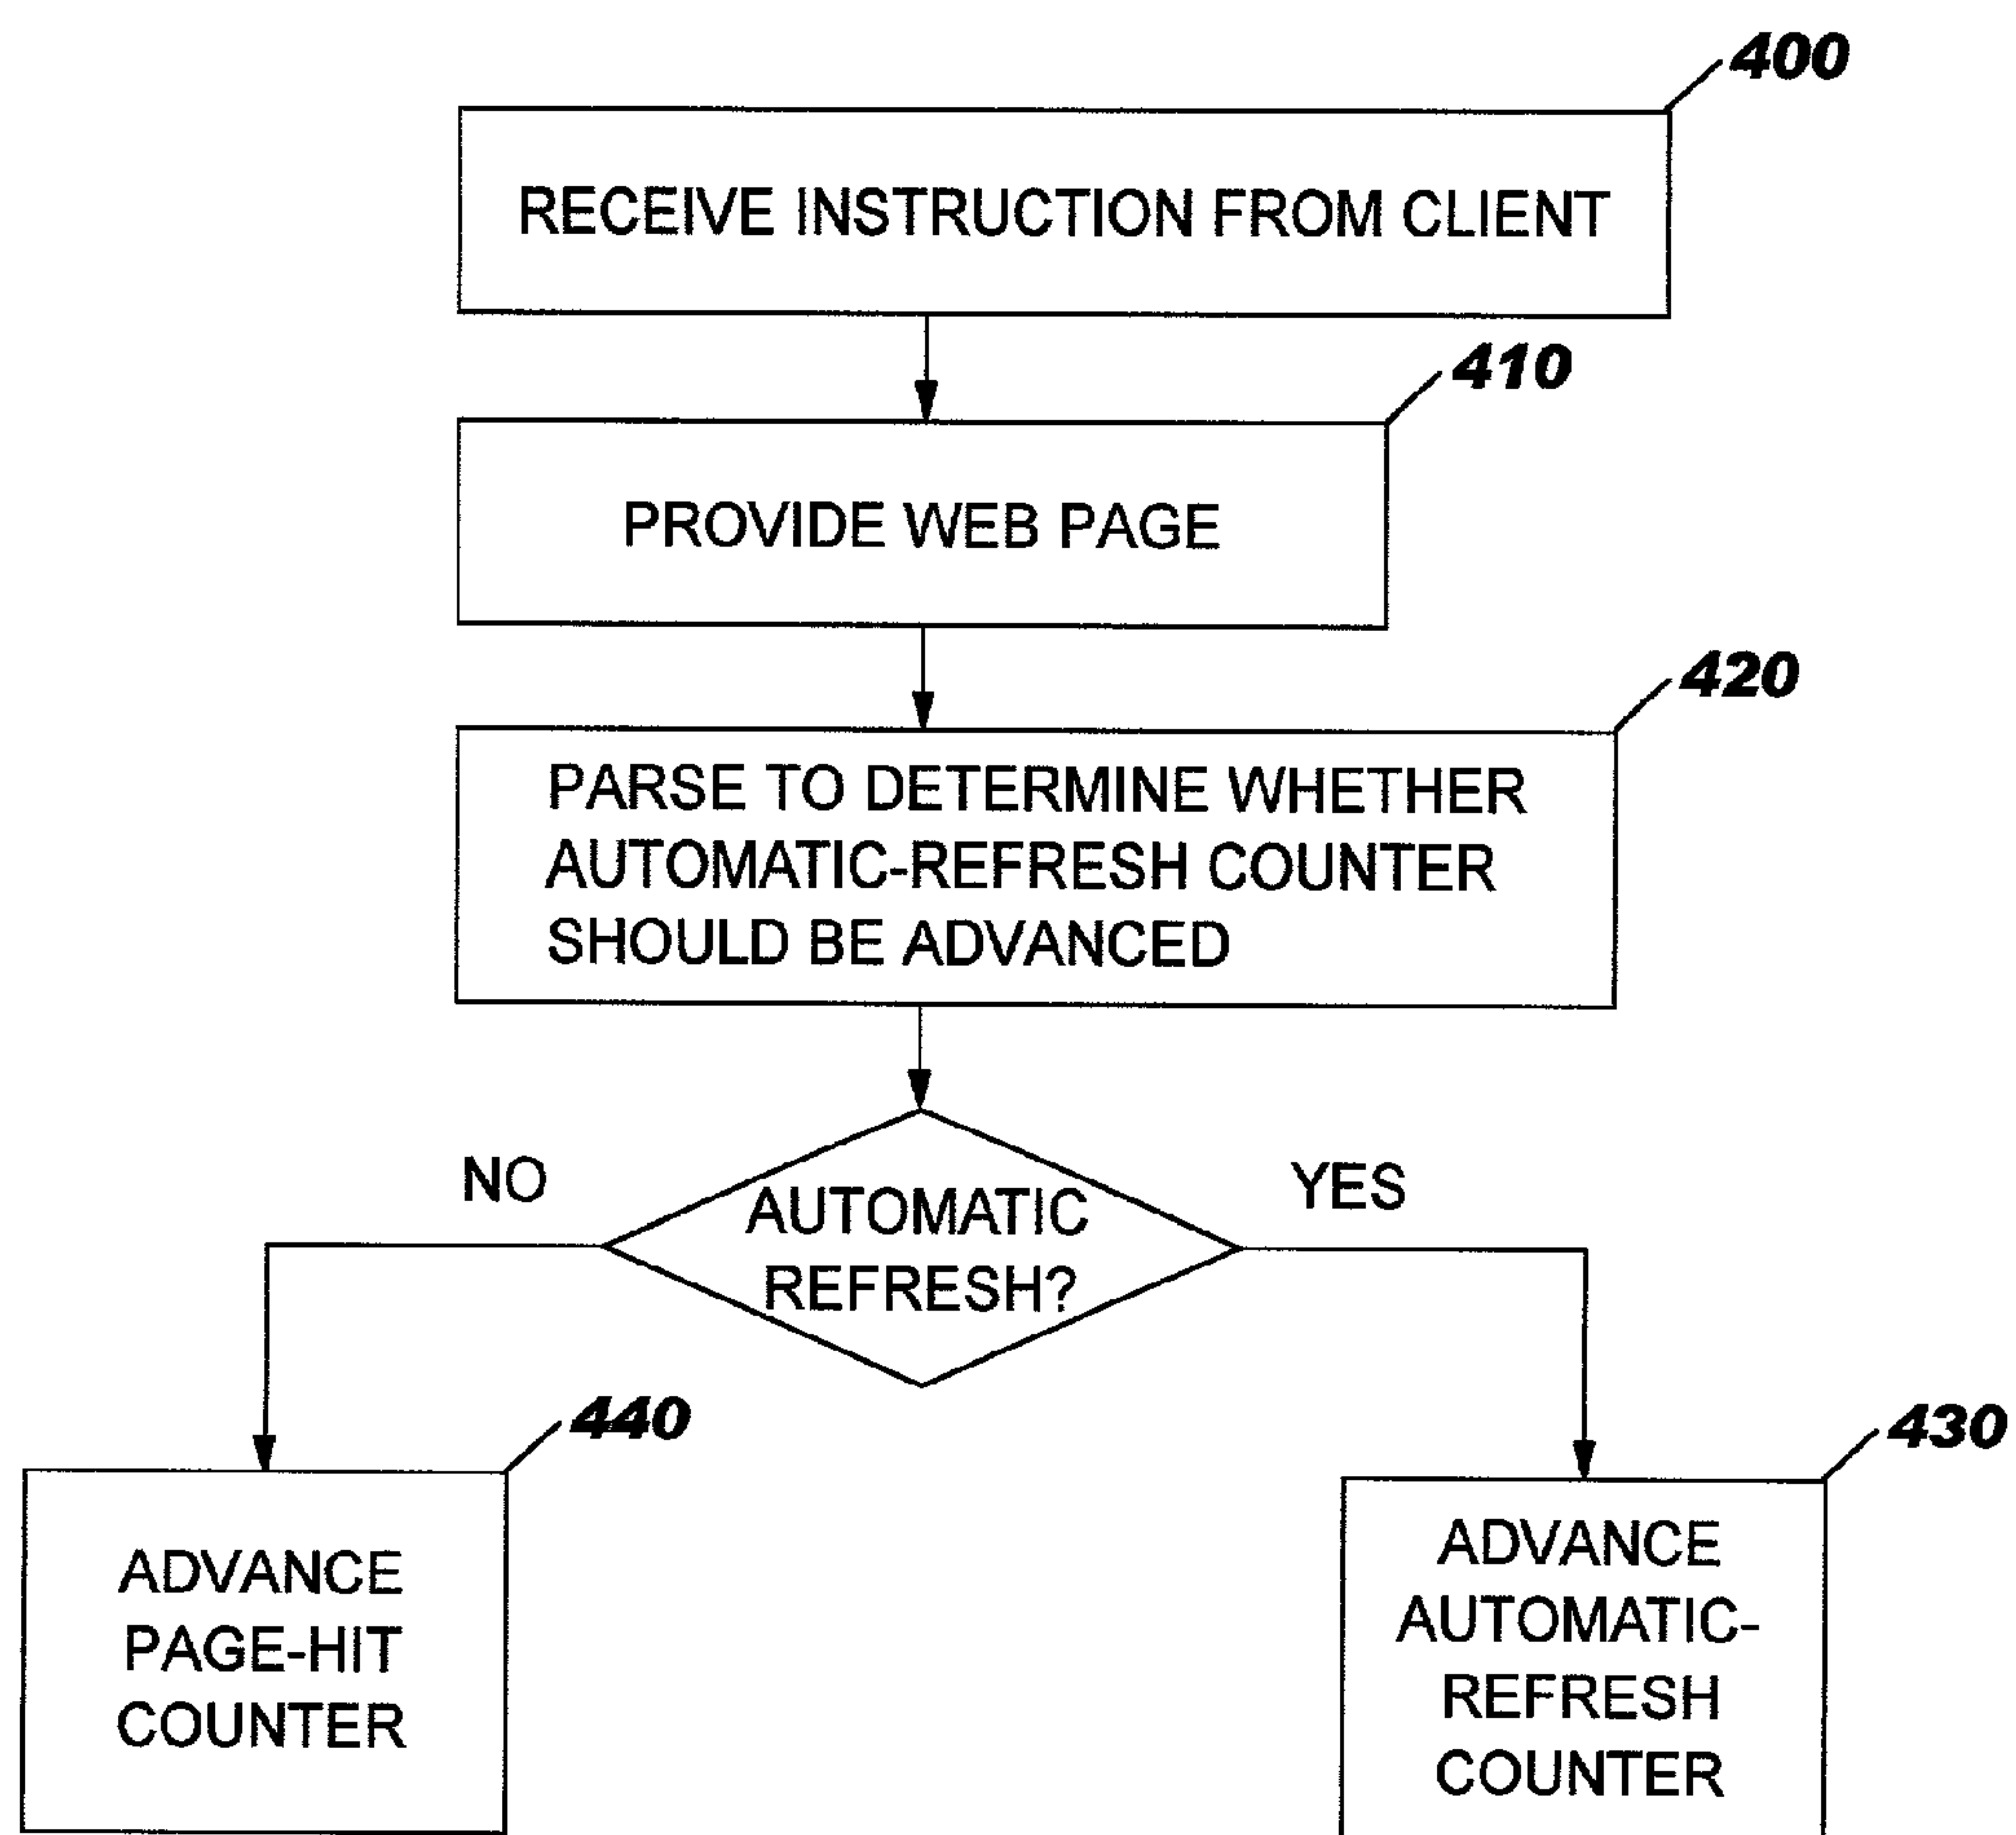 400
RECEIVE INSTRUCTION FROM CLIENT
410
PROVIDE WEB PAGE
420
PARSE TO DETERMINE WHETHER
AUTOMATIC-REFRESH COUNTER
SHOULD BE ADVANCED
NO
YES
AUTOMATIC
REFRESH?
440
ADVANCE
PAGE-HIT
COUNTER
430
ADVANCE
AUTOMATIC-
REFRESH
COUNTER